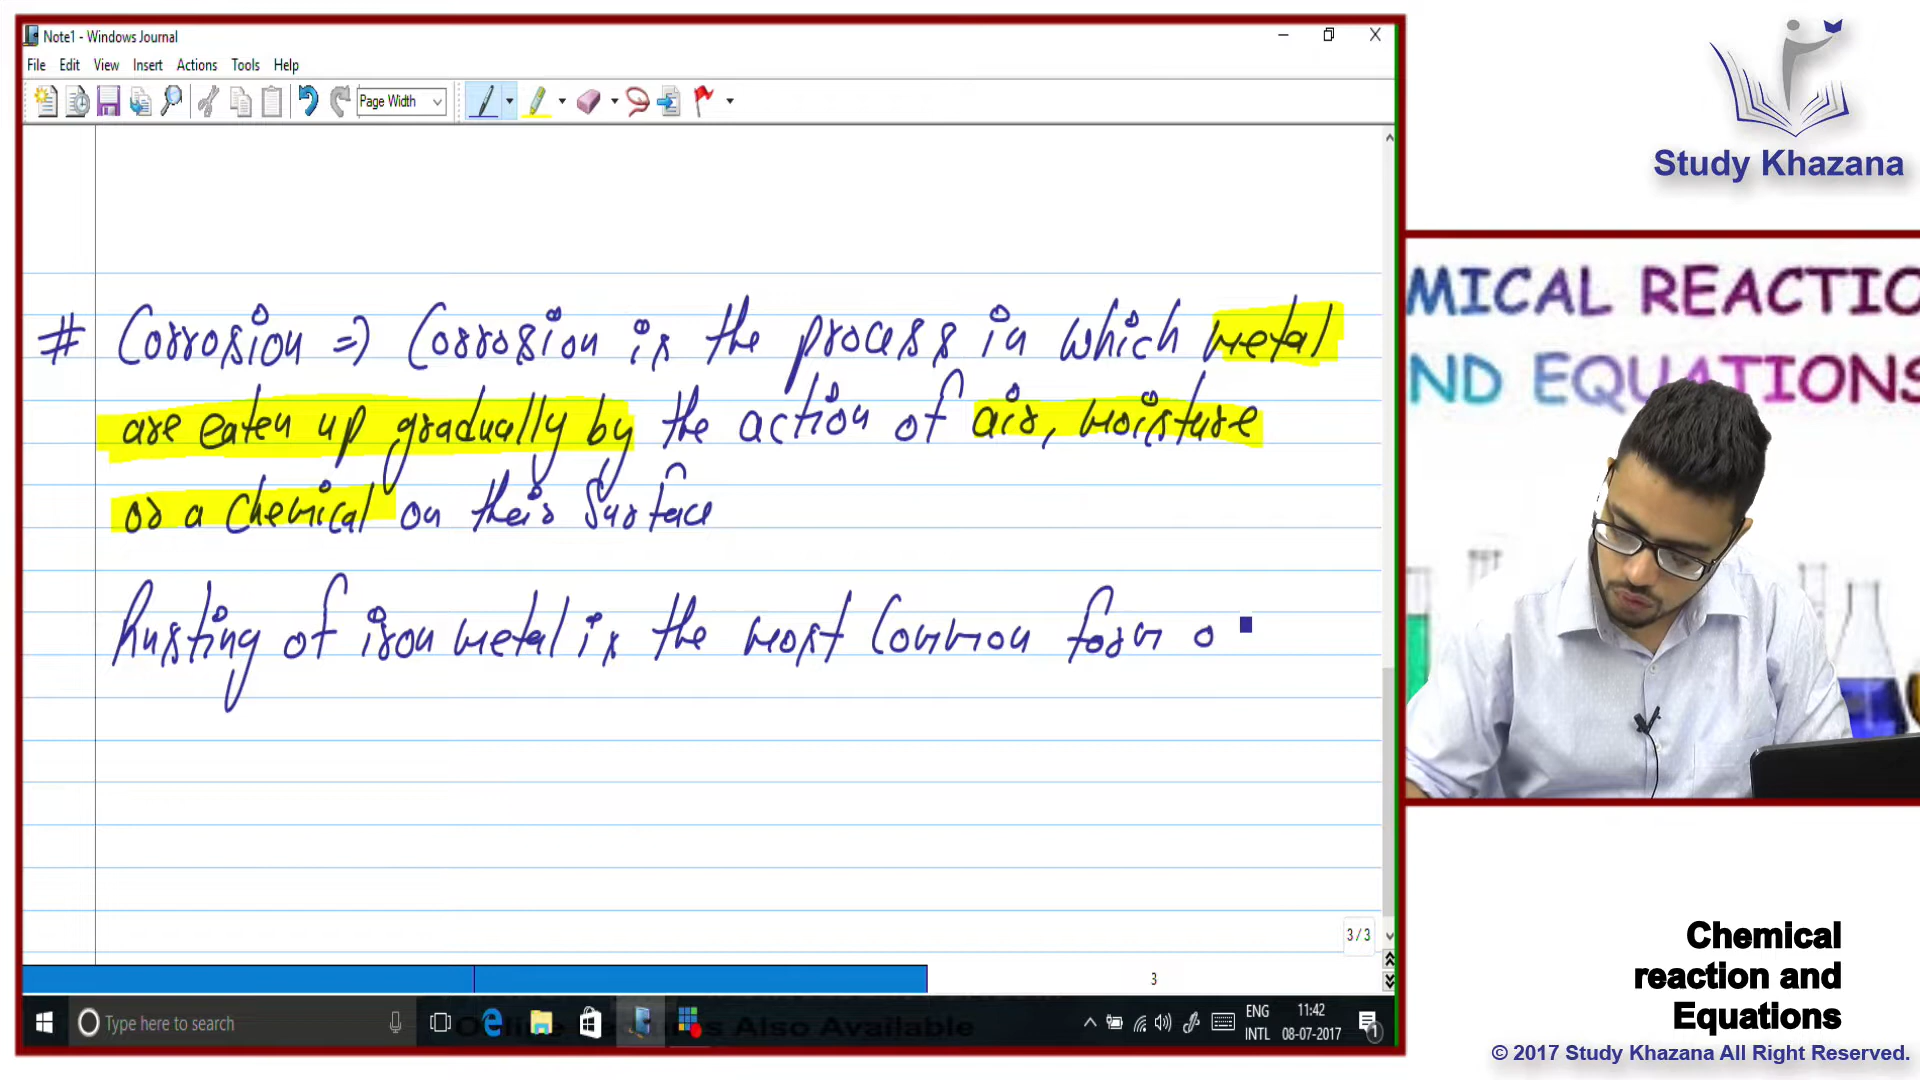 Note1 - Windows Journal
File Edit View Insert Actions Tools Help
Page Width
Study Khazana
MICAL REACTIO
ND EQUATIONS
# Corrosion => Corrosion is the process in which metal
are eaten up gradually by the action of air, moisture
or a chemical on their surface
Rusting of iron metal is the most common form o
3/3
3
Type here to search
Also Available
ENG
INTL
11:42
08-07-2017
1
Chemical
reaction and
Equations
© 2017 Study Khazana All Right Reserved.